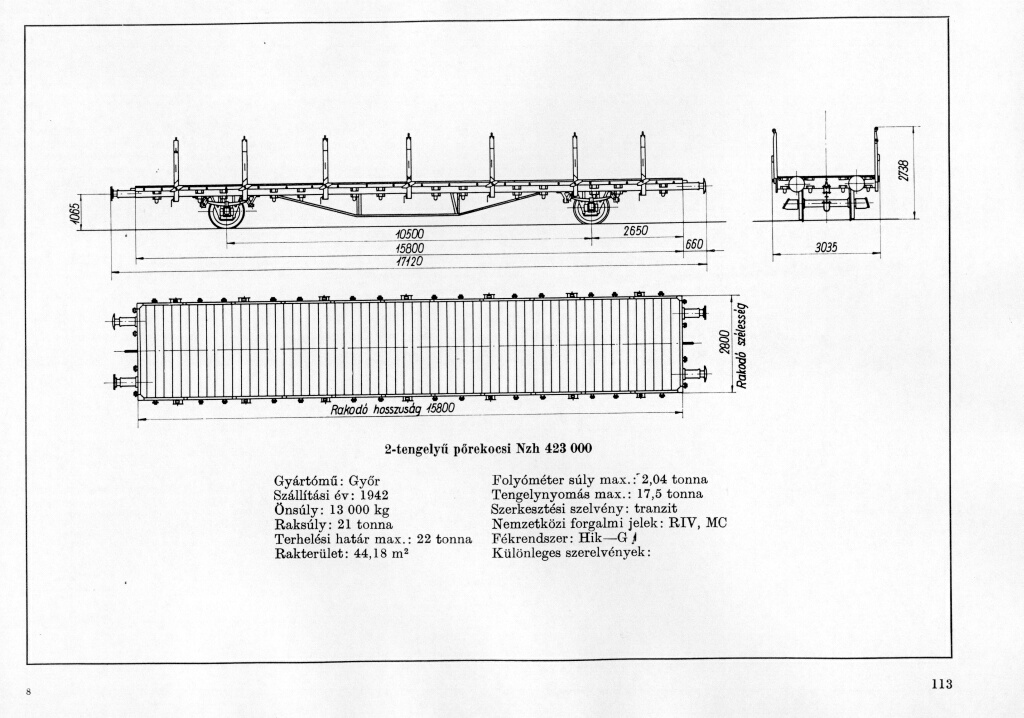 1065
10500
2650
15800
660
17120
2738
3035
2800
Rakodó szélesség
Rakodó hosszuság 15800
2-tengelyű pőrekocsi Nzh 423 000
Gyártómű: Győr
Szállítási év: 1942
Önsúly: 13 000 kg
Raksúly: 21 tonna
Terhelési határ max.: 22 tonna
Rakterület: 44,18 m²
Folyóméter súly max.: 2,04 tonna
Tengelynyomás max.: 17,5 tonna
Szerkesztési szelvény: tranzit
Nemzetközi forgalmi jelek: RIV, MC
Fékrendszer: Hik—G
Különleges szerelvények:
8
113